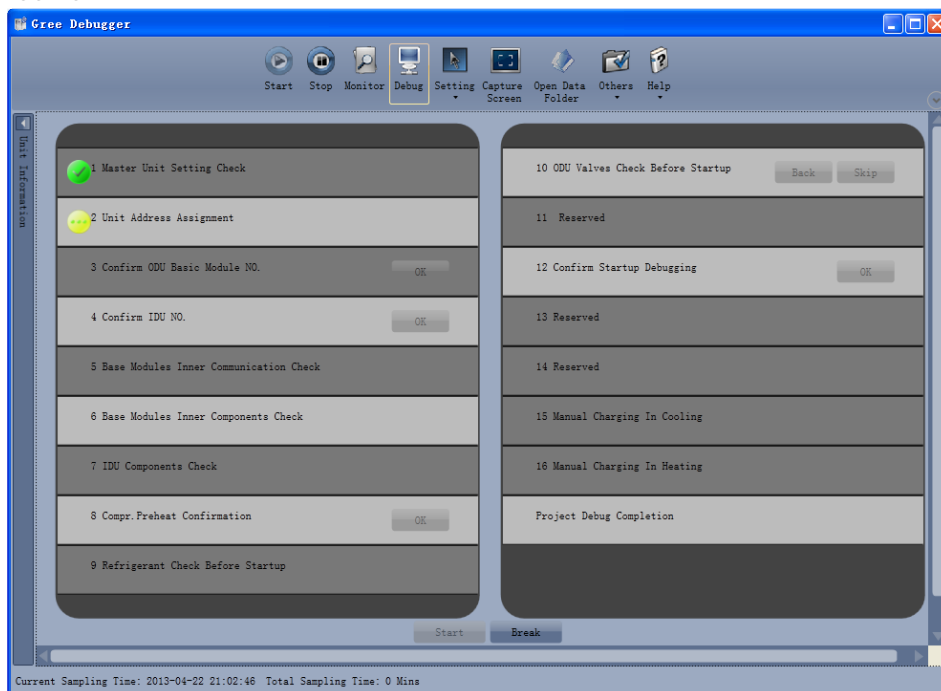 Gree Debugger
Start Stop Monitor Debug Setting Capture Screen Open Data Folder Others Help
Unit Information
1 Master Unit Setting Check
2 Unit Address Assignment
3 Confirm ODU Basic Module NO. OK
4 Confirm IDU NO. OK
5 Base Modules Inner Communication Check
6 Base Modules Inner Components Check
7 IDU Components Check
8 Compr.Preheat Confirmation OK
9 Refrigerant Check Before Startup
10 ODU Valves Check Before Startup Back Skip
11 Reserved
12 Confirm Startup Debugging OK
13 Reserved
14 Reserved
15 Manual Charging In Cooling
16 Manual Charging In Heating
Project Debug Completion
Start Break
Current Sampling Time: 2013-04-22 21:02:46 Total Sampling Time: 0 Mins